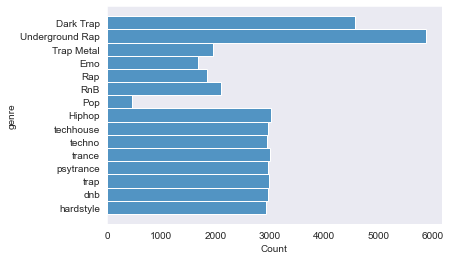 Dark Trap
Underground Rap
Trap Metal
Emo
Rap
RnB
Pop
Hiphop
techhouse
techno
trance
psytrance
trap
dnb
hardstyle
genre
0 1000 2000 3000 4000 5000 6000
Count